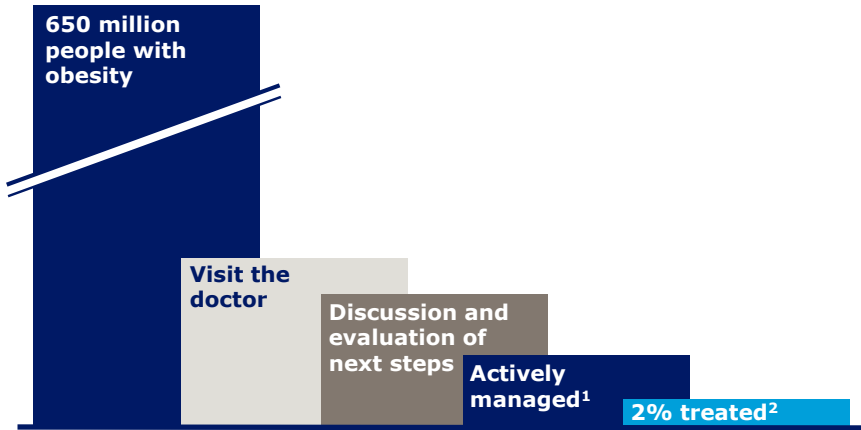 650 million
people with
obesity
Visit the
doctor
Discussion and
evaluation of
next steps
Actively
managed¹
2% treated²